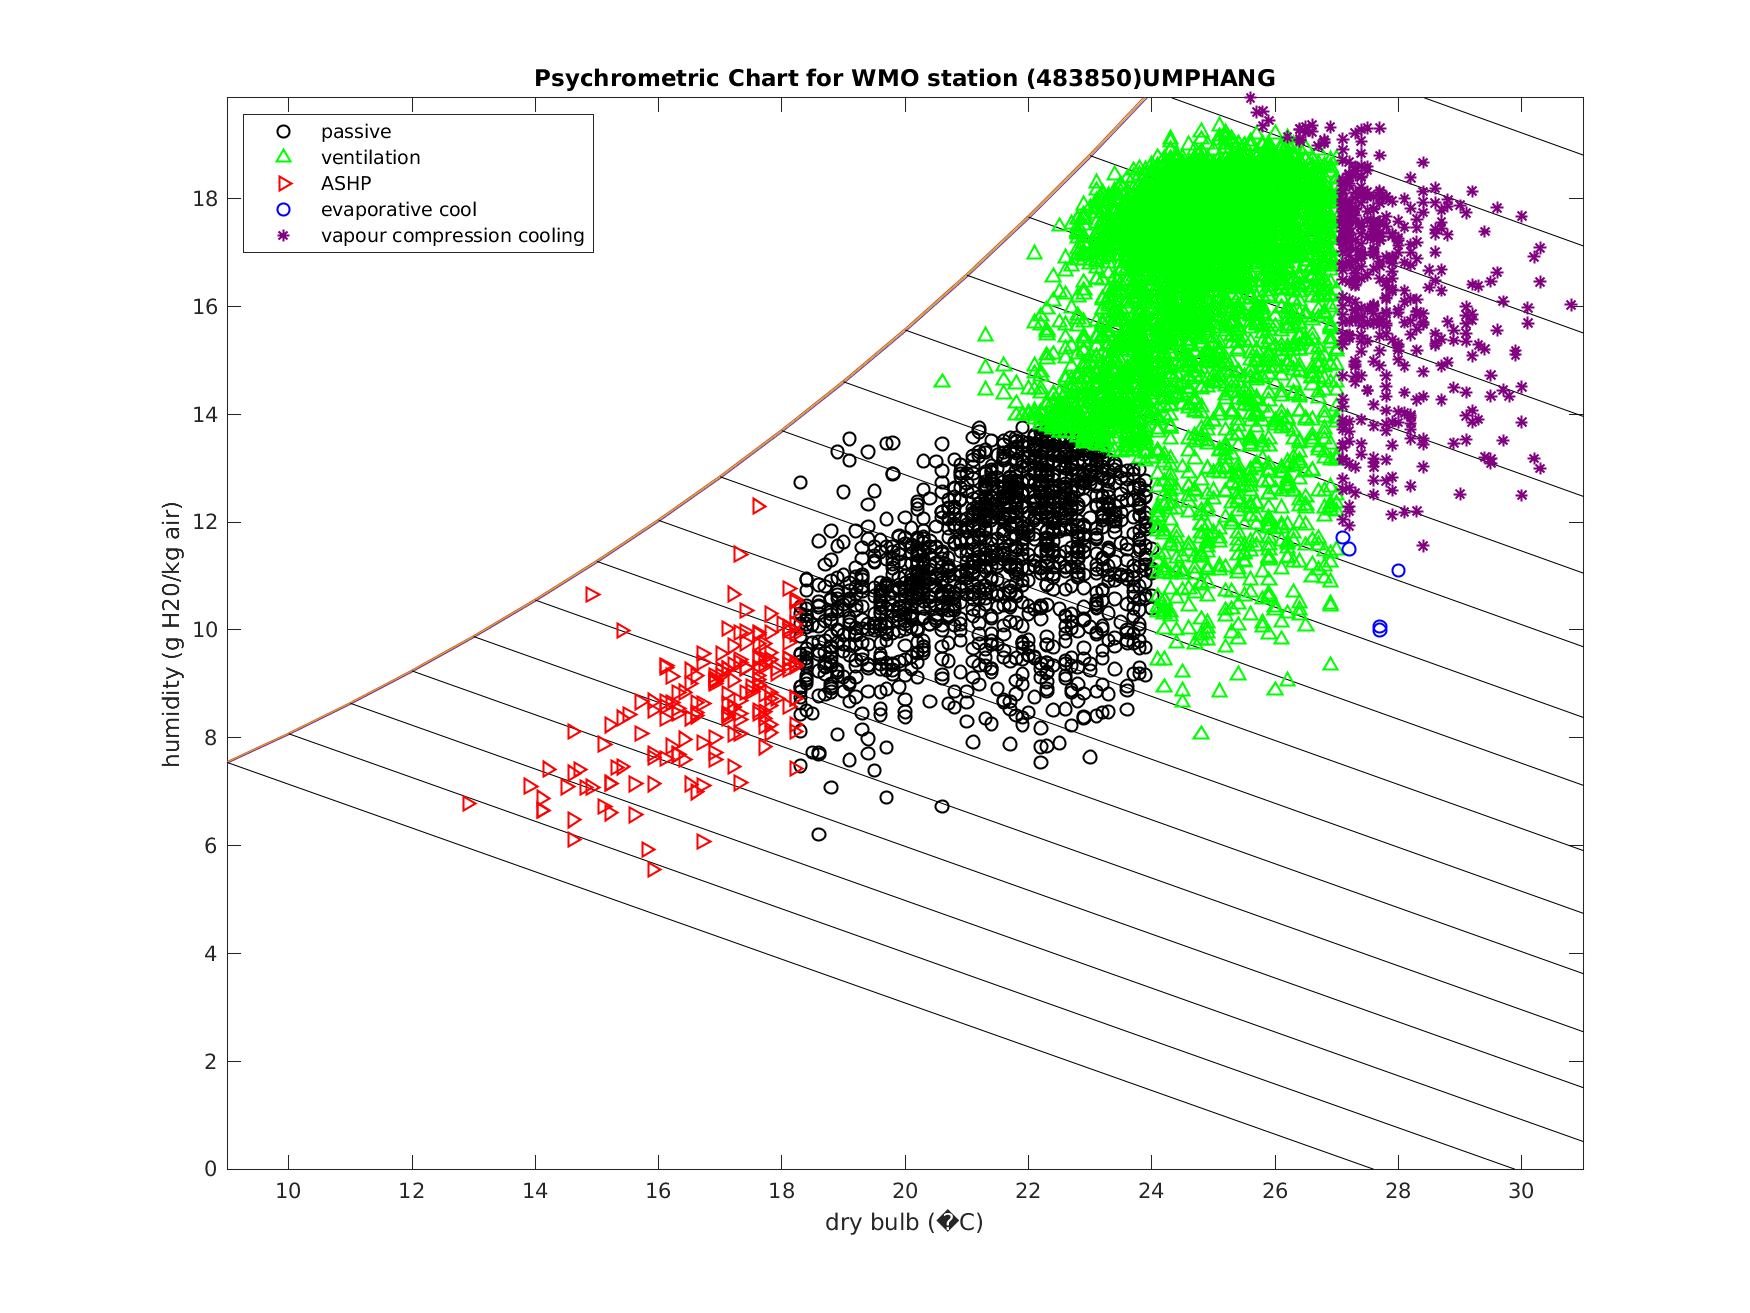 Psychrometric Chart for WMO station (483850)UMPHANG
passive
ventilation
ASHP
evaporative cool
vapour compression cooling
humidity (g H20/kg air)
18
16
14
12
10
8
6
4
2
0
10 12 14 16 18 20 22 24 26 28 30
dry bulb (�C)